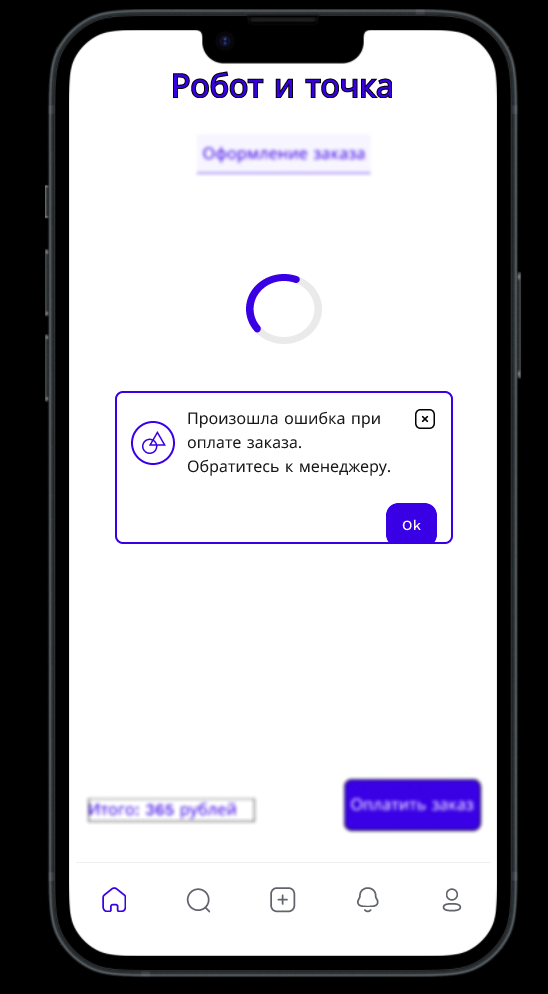 Робот и точка
Оформление заказа
Произошла ошибка при
оплате заказа.
Обратитесь к менеджеру.
Ok
Итого: 365 рублей
Оплатить заказ